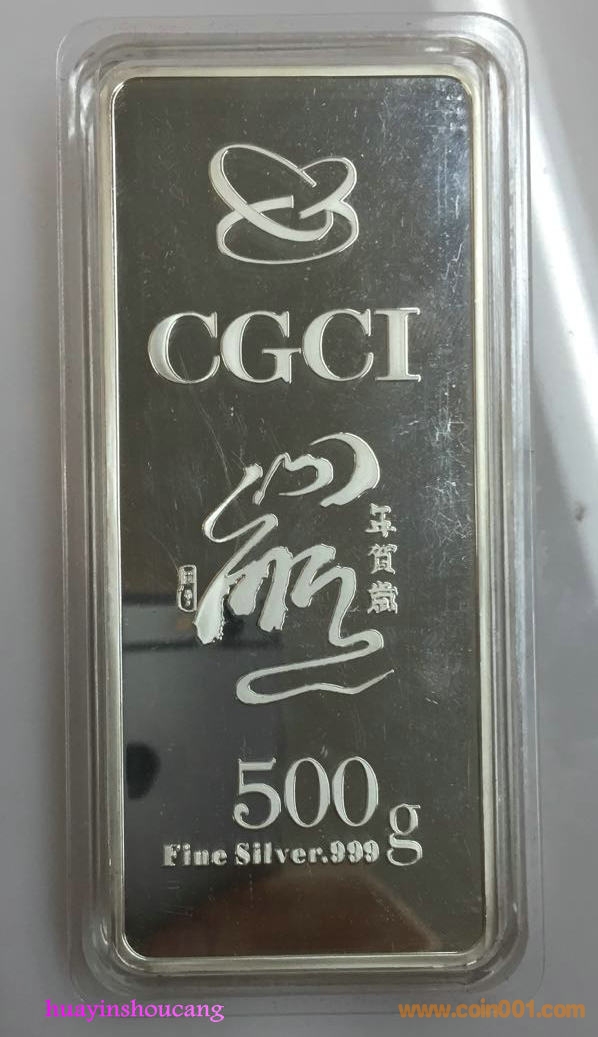 CGCI
年賀歲
500g
Fine Silver.999
huayinshoucang
www.coin001.com